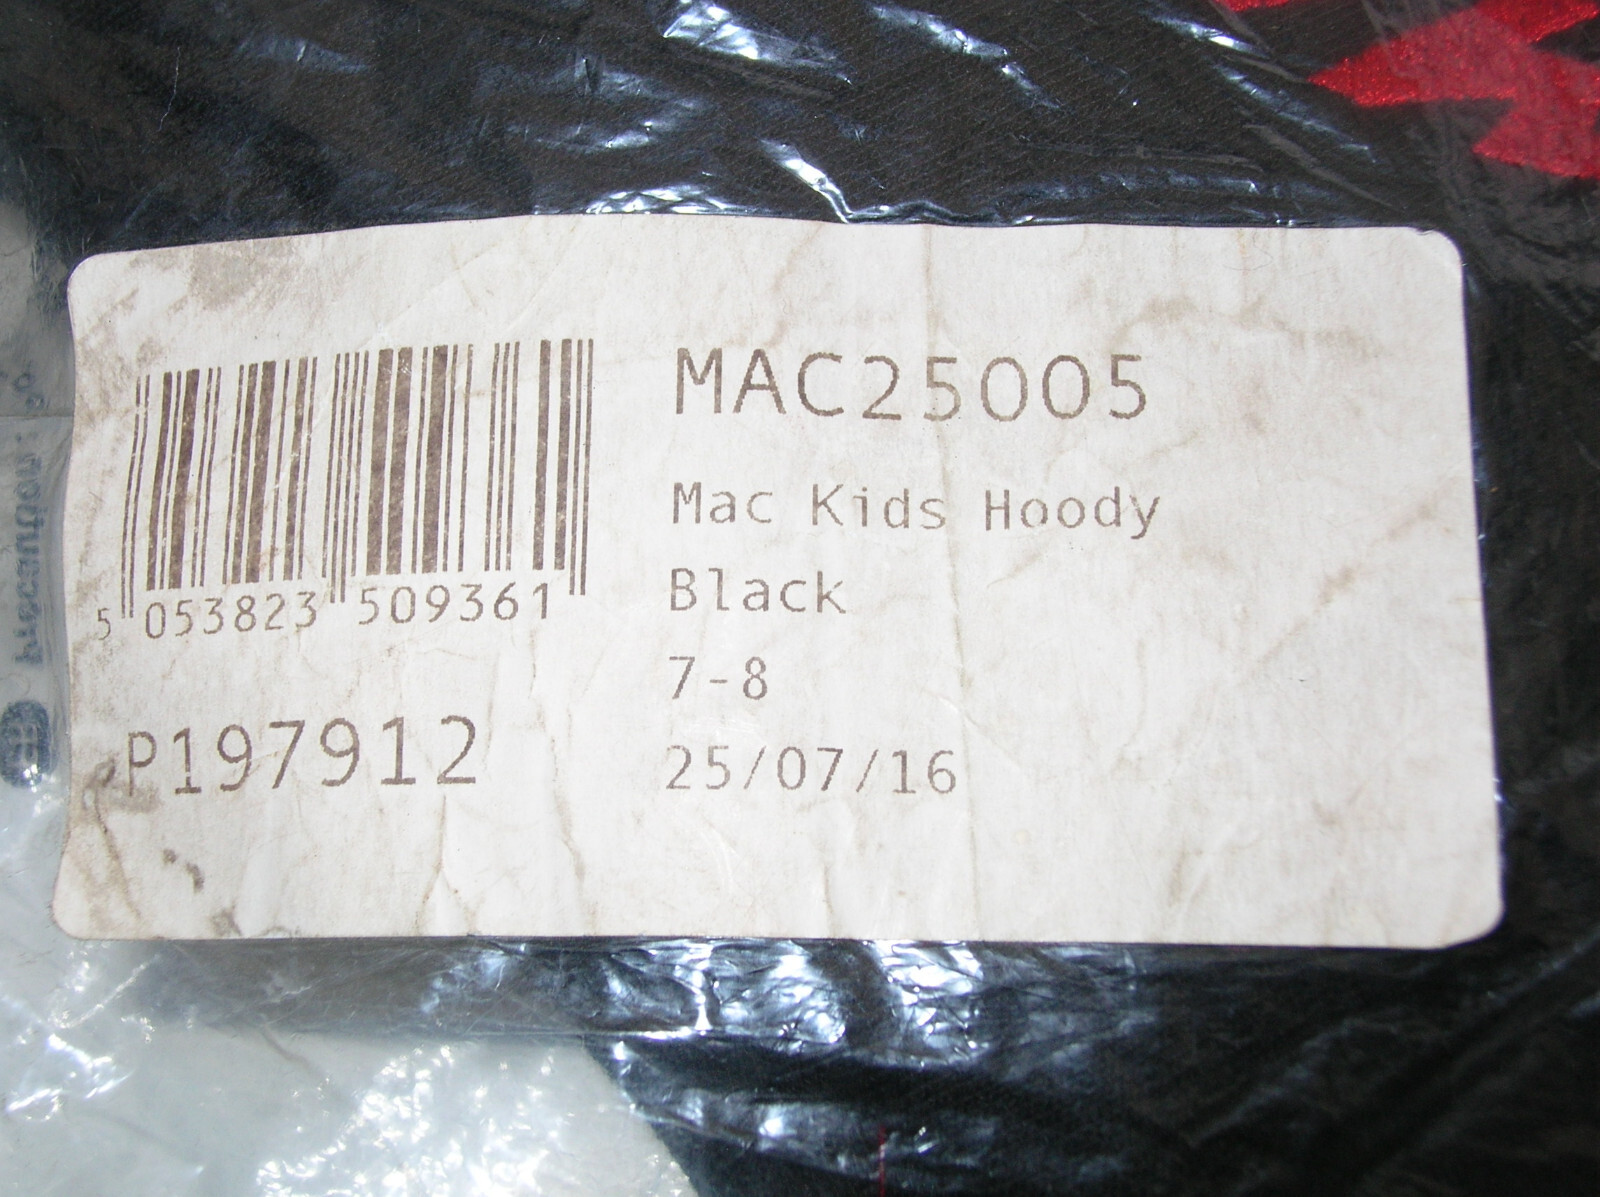 MAC25005
Mac Kids Hoody
Black
7-8
25/07/16
5 053823 509361
P197912